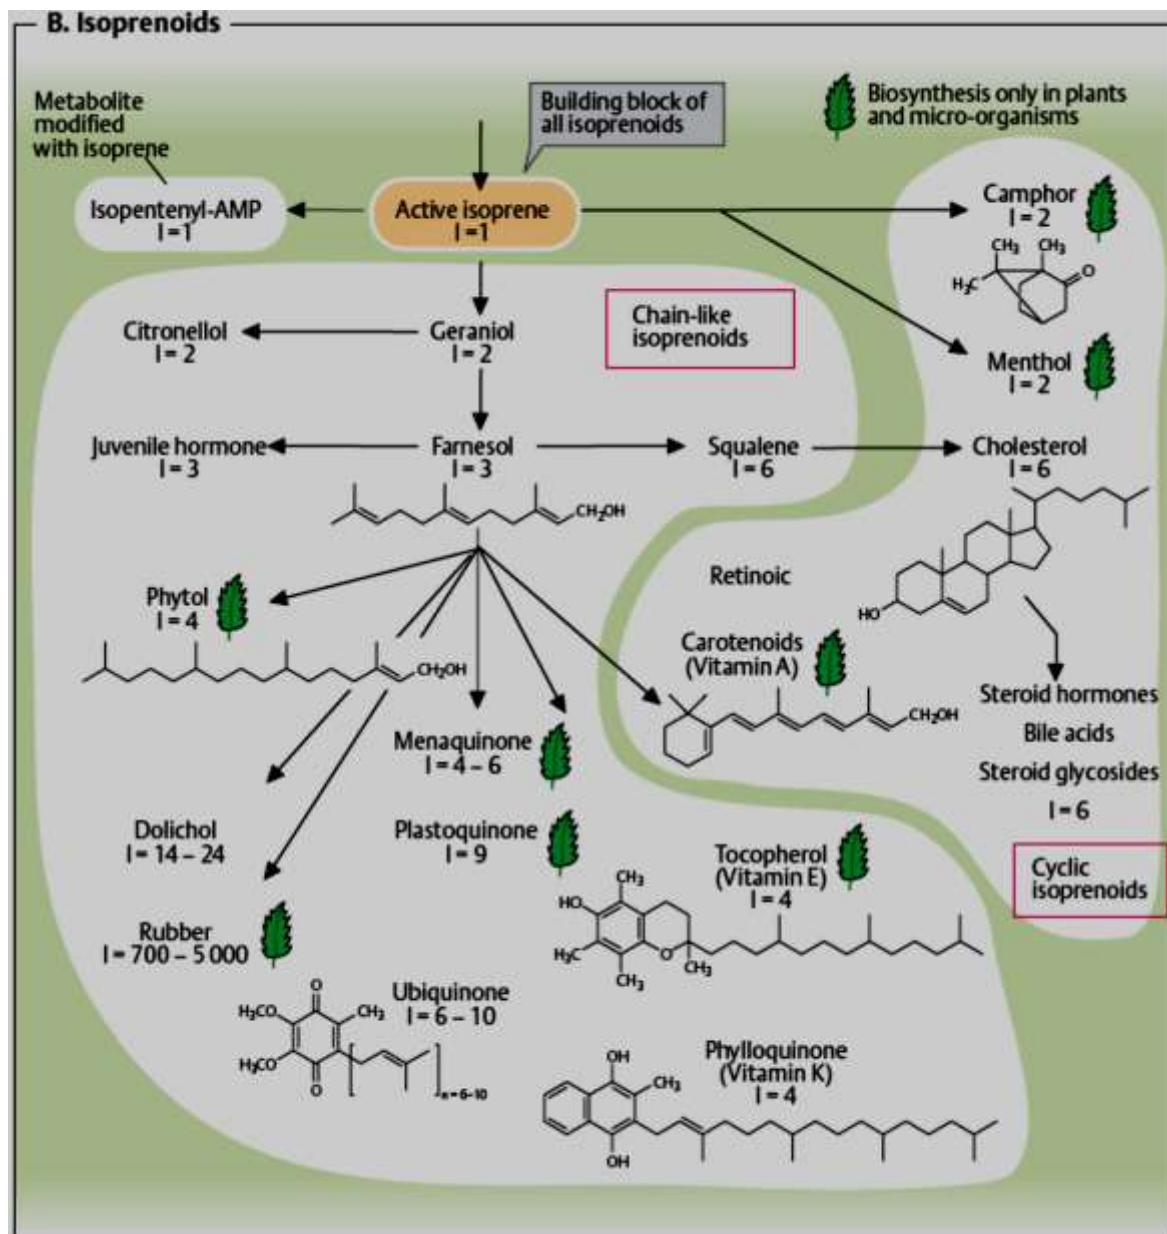 B. Isoprenoids
Metabolite
modified
with isoprene
Building block of
all isoprenoids
Biosynthesis only in plants
and micro-organisms
Isopentenyl-AMP
I = 1
Active isoprene
I = 1
Camphor
I = 2
CH₃ CH₃
H₃C
O
Citronellol
I = 2
Geraniol
I = 2
Chain-like
isoprenoids
Menthol
I = 2
Juvenile hormone
I = 3
Farnesol
I = 3
Squalene
I = 6
Cholesterol
I = 6
CH₂OH
HO
Retinoic
Phytol
I = 4
CH₂OH
Carotenoids
(Vitamin A)
CH₂OH
Steroid hormones
Bile acids
Steroid glycosides
I = 6
Menaquinone
I = 4 – 6
Dolichol
I = 14 – 24
Plastoquinone
I = 9
Tocopherol
(Vitamin E)
I = 4
CH₃
HO
H₃C
CH₃
O
CH₃
Cyclic
isoprenoids
Rubber
I = 700 – 5 000
Ubiquinone
I = 6 – 10
O
H₃CO
CH₃
H₃CO
O
n = 6–10
Phylloquinone
(Vitamin K)
I = 4
OH
CH₃
OH